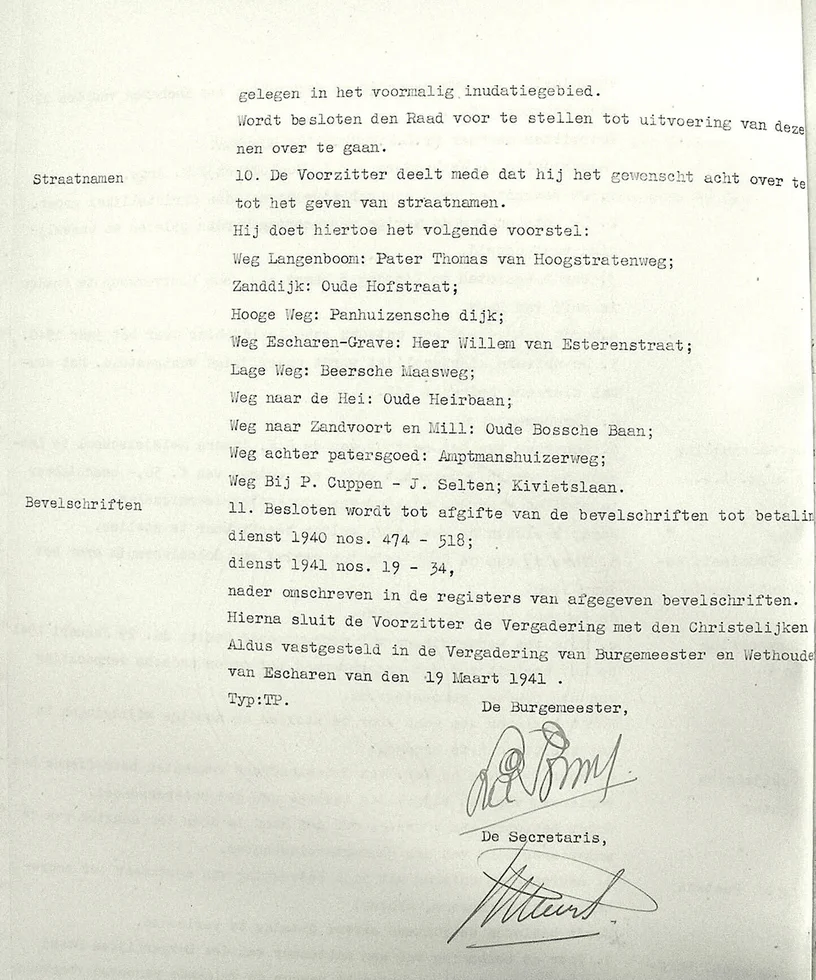 gelegen in het voormalig inudatiegebied.
Wordt besloten den Raad voor te stellen tot uitvoering van deze
nen over te gaan.
Straatnamen
10. De Voorzitter deelt mede dat hij het gewenscht acht over te
tot het geven van straatnamen.
Hij doet hiertoe het volgende voorstel:
Weg Langenboom: Pater Thomas van Hoogstratenweg;
Zanddijk: Oude Hofstraat;
Hooge Weg: Panhuizensche dijk;
Weg Escharen-Grave: Heer Willem van Esterenstraat;
Lage Weg: Beersche Maasweg;
Weg naar de Hei: Oude Heirbaan;
Weg naar Zandvoort en Mill: Oude Bossche Baan;
Weg achter patersgoed: Amptmanshuizerweg;
Weg Bij P. Cuppen - J. Selten; Kivietslaan.
Bevelschriften
11. Besloten wordt tot afgifte van de bevelschriften tot betalin
dienst 1940 nos. 474 - 518;
dienst 1941 nos. 19 - 34,
nader omschreven in de registers van afgegeven bevelschriften.
Hierna sluit de Voorzitter de Vergadering met den Christelijken
Aldus vastgesteld in de Vergadering van Burgemeester en Wethoude
van Escharen van den 19 Maart 1941 .
Typ:TP.
De Burgemeester,
De Secretaris,